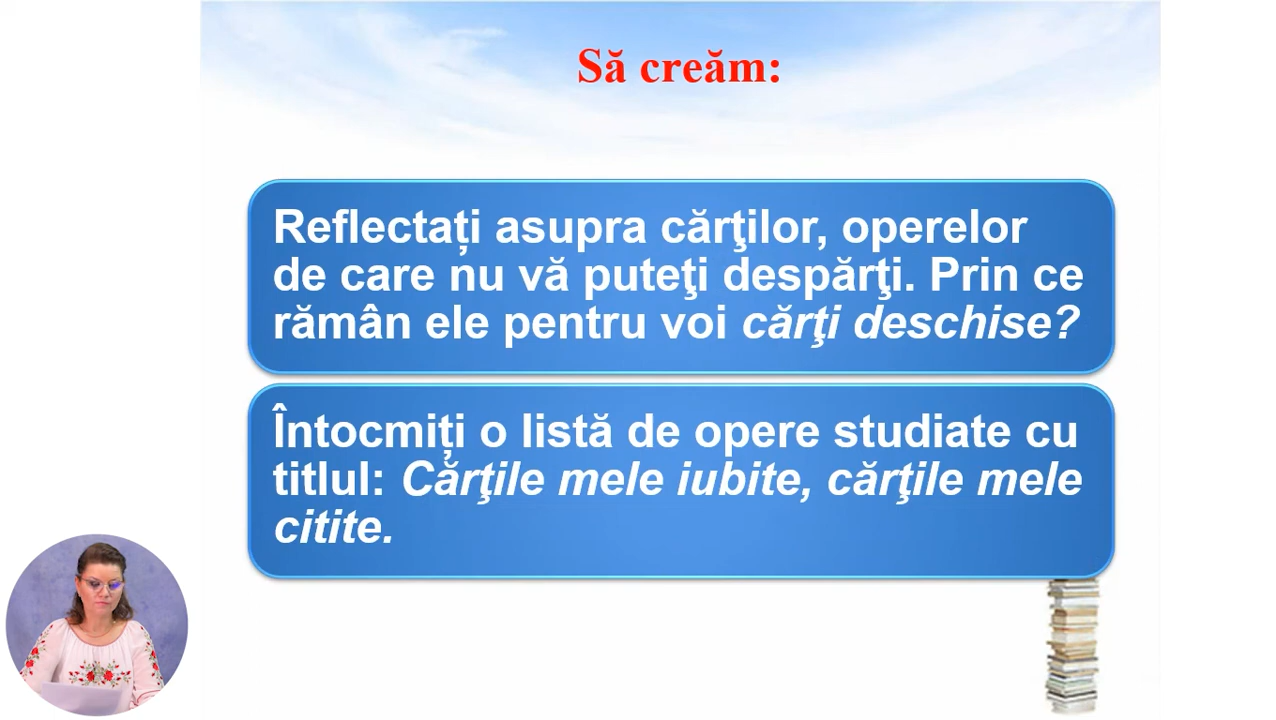 Să creăm:
Reflectați asupra cărţilor, operelor
de care nu vă puteţi despărţi. Prin ce
rămân ele pentru voi cărţi deschise?
Întocmiți o listă de opere studiate cu
titlul: Cărţile mele iubite, cărţile mele
citite.